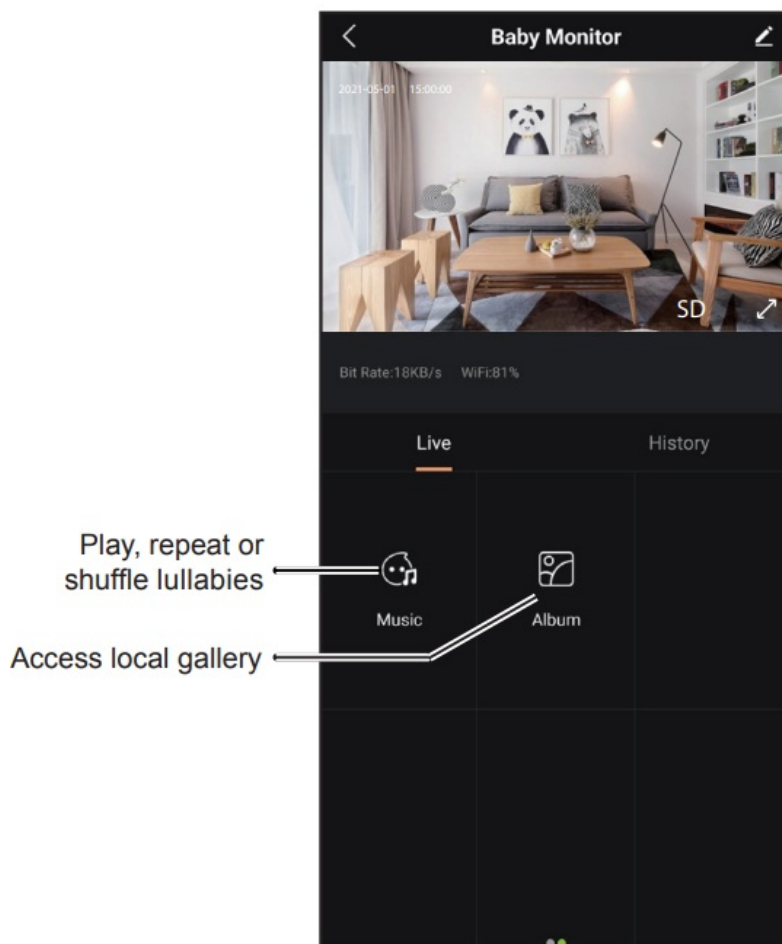 Baby Monitor
2021-05-01 15:00:00
SD
Bit Rate:18KB/s WiFi:81%
Live History
Play, repeat or
shuffle lullabies
Music Album
Access local gallery